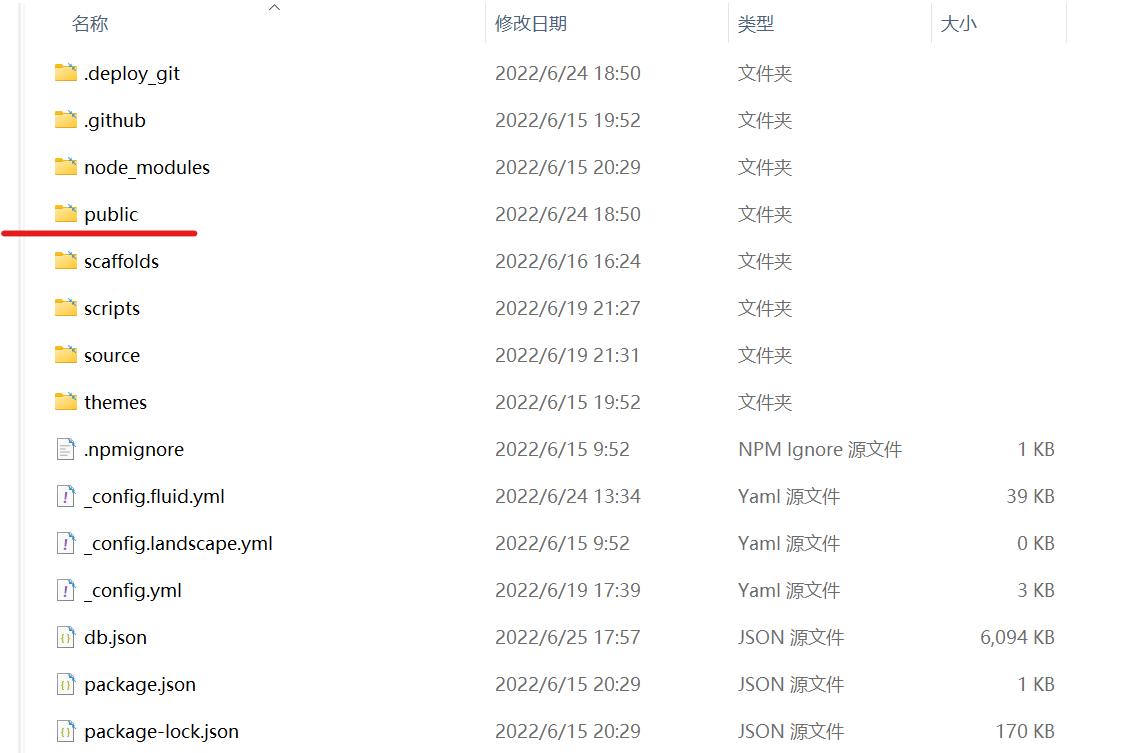 名称 修改日期 类型 大小
.deploy_git 2022/6/24 18:50 文件夹
.github 2022/6/15 19:52 文件夹
node_modules 2022/6/15 20:29 文件夹
public 2022/6/24 18:50 文件夹
scaffolds 2022/6/16 16:24 文件夹
scripts 2022/6/19 21:27 文件夹
source 2022/6/19 21:31 文件夹
themes 2022/6/15 19:52 文件夹
.npmignore 2022/6/15 9:52 NPM Ignore 源文件 1 KB
_config.fluid.yml 2022/6/24 13:34 Yaml 源文件 39 KB
_config.landscape.yml 2022/6/15 9:52 Yaml 源文件 0 KB
_config.yml 2022/6/19 17:39 Yaml 源文件 3 KB
db.json 2022/6/25 17:57 JSON 源文件 6,094 KB
package.json 2022/6/15 20:29 JSON 源文件 1 KB
package-lock.json 2022/6/15 20:29 JSON 源文件 170 KB